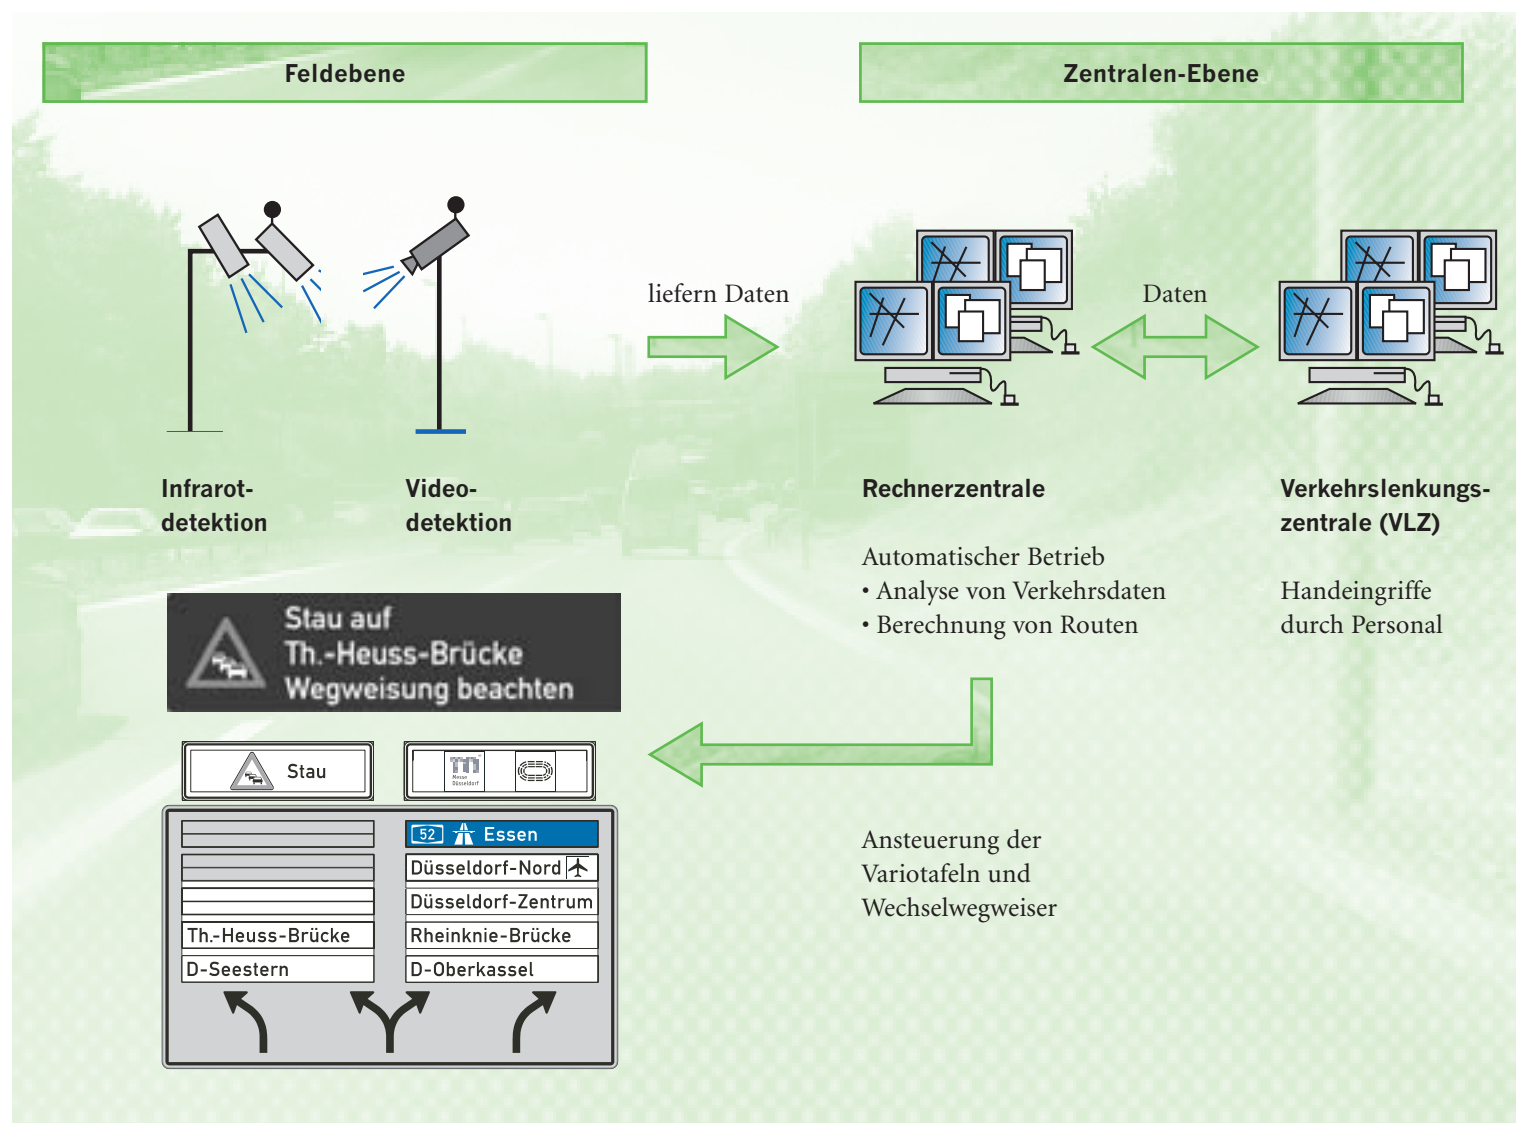 Feldebene
Zentralen-Ebene
liefern Daten
Daten
Infrarot-
detektion
Video-
detektion
Rechnerzentrale
Automatischer Betrieb
• Analyse von Verkehrsdaten
• Berechnung von Routen
Verkehrslenkungs-
zentrale (VLZ)
Handeingriffe
durch Personal
Stau auf
Th.-Heuss-Brücke
Wegweisung beachten
Stau
Messe
Düsseldorf
52 Essen
Düsseldorf-Nord
Düsseldorf-Zentrum
Th.-Heuss-Brücke
Rheinknie-Brücke
D-Seestern
D-Oberkassel
Ansteuerung der
Variotafeln und
Wechselwegweiser